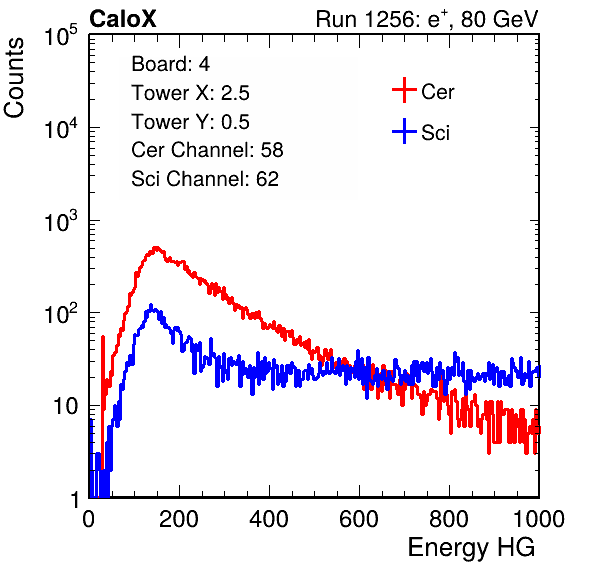 CaloX Run 1256: e⁺, 80 GeV
Counts
10⁵
10⁴
10³
10²
10
1
Board: 4
Tower X: 2.5
Tower Y: 0.5
Cer Channel: 58
Sci Channel: 62
Cer
Sci
0 200 400 600 800 1000
Energy HG